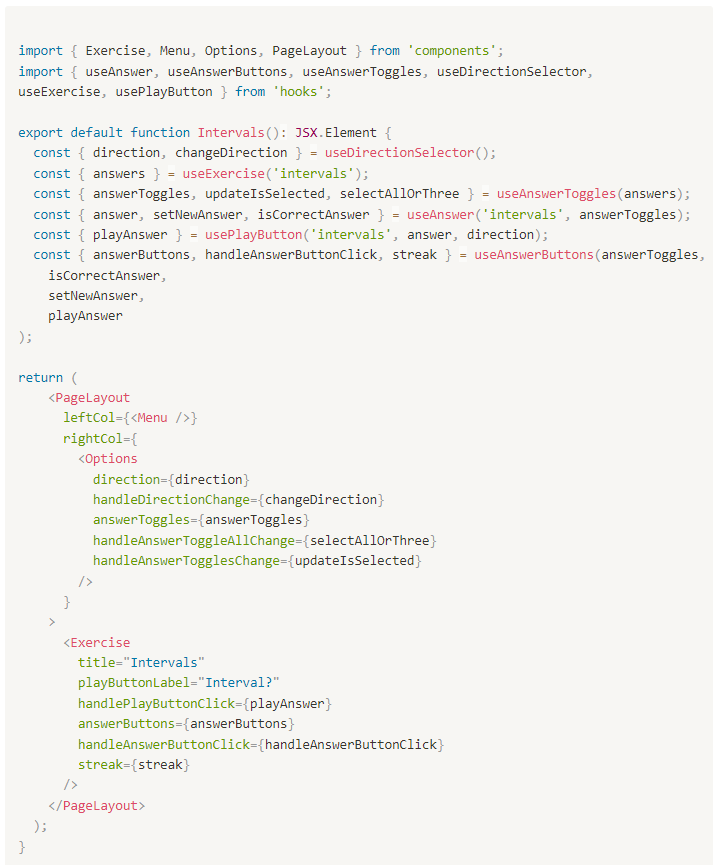 import { Exercise, Menu, Options, PageLayout } from 'components';
import { useAnswer, useAnswerButtons, useAnswerToggles, useDirectionSelector,
useExercise, usePlayButton } from 'hooks';

export default function Intervals(): JSX.Element {
  const { direction, changeDirection } = useDirectionSelector();
  const { answers } = useExercise('intervals');
  const { answerToggles, updateIsSelected, selectAllOrThree } = useAnswerToggles(answers);
  const { answer, setNewAnswer, isCorrectAnswer } = useAnswer('intervals', answerToggles);
  const { playAnswer } = usePlayButton('intervals', answer, direction);
  const { answerButtons, handleAnswerButtonClick, streak } = useAnswerButtons(answerToggles,
    isCorrectAnswer,
    setNewAnswer,
    playAnswer
);

return (
    <PageLayout
      leftCol={<Menu />}
      rightCol={
        <Options
          direction={direction}
          handleDirectionChange={changeDirection}
          answerToggles={answerToggles}
          handleAnswerToggleAllChange={selectAllOrThree}
          handleAnswerTogglesChange={updateIsSelected}
        />
      }
    >
      <Exercise
        title="Intervals"
        playButtonLabel="Interval?"
        handlePlayButtonClick={playAnswer}
        answerButtons={answerButtons}
        handleAnswerButtonClick={handleAnswerButtonClick}
        streak={streak}
      />
    </PageLayout>
  );
}